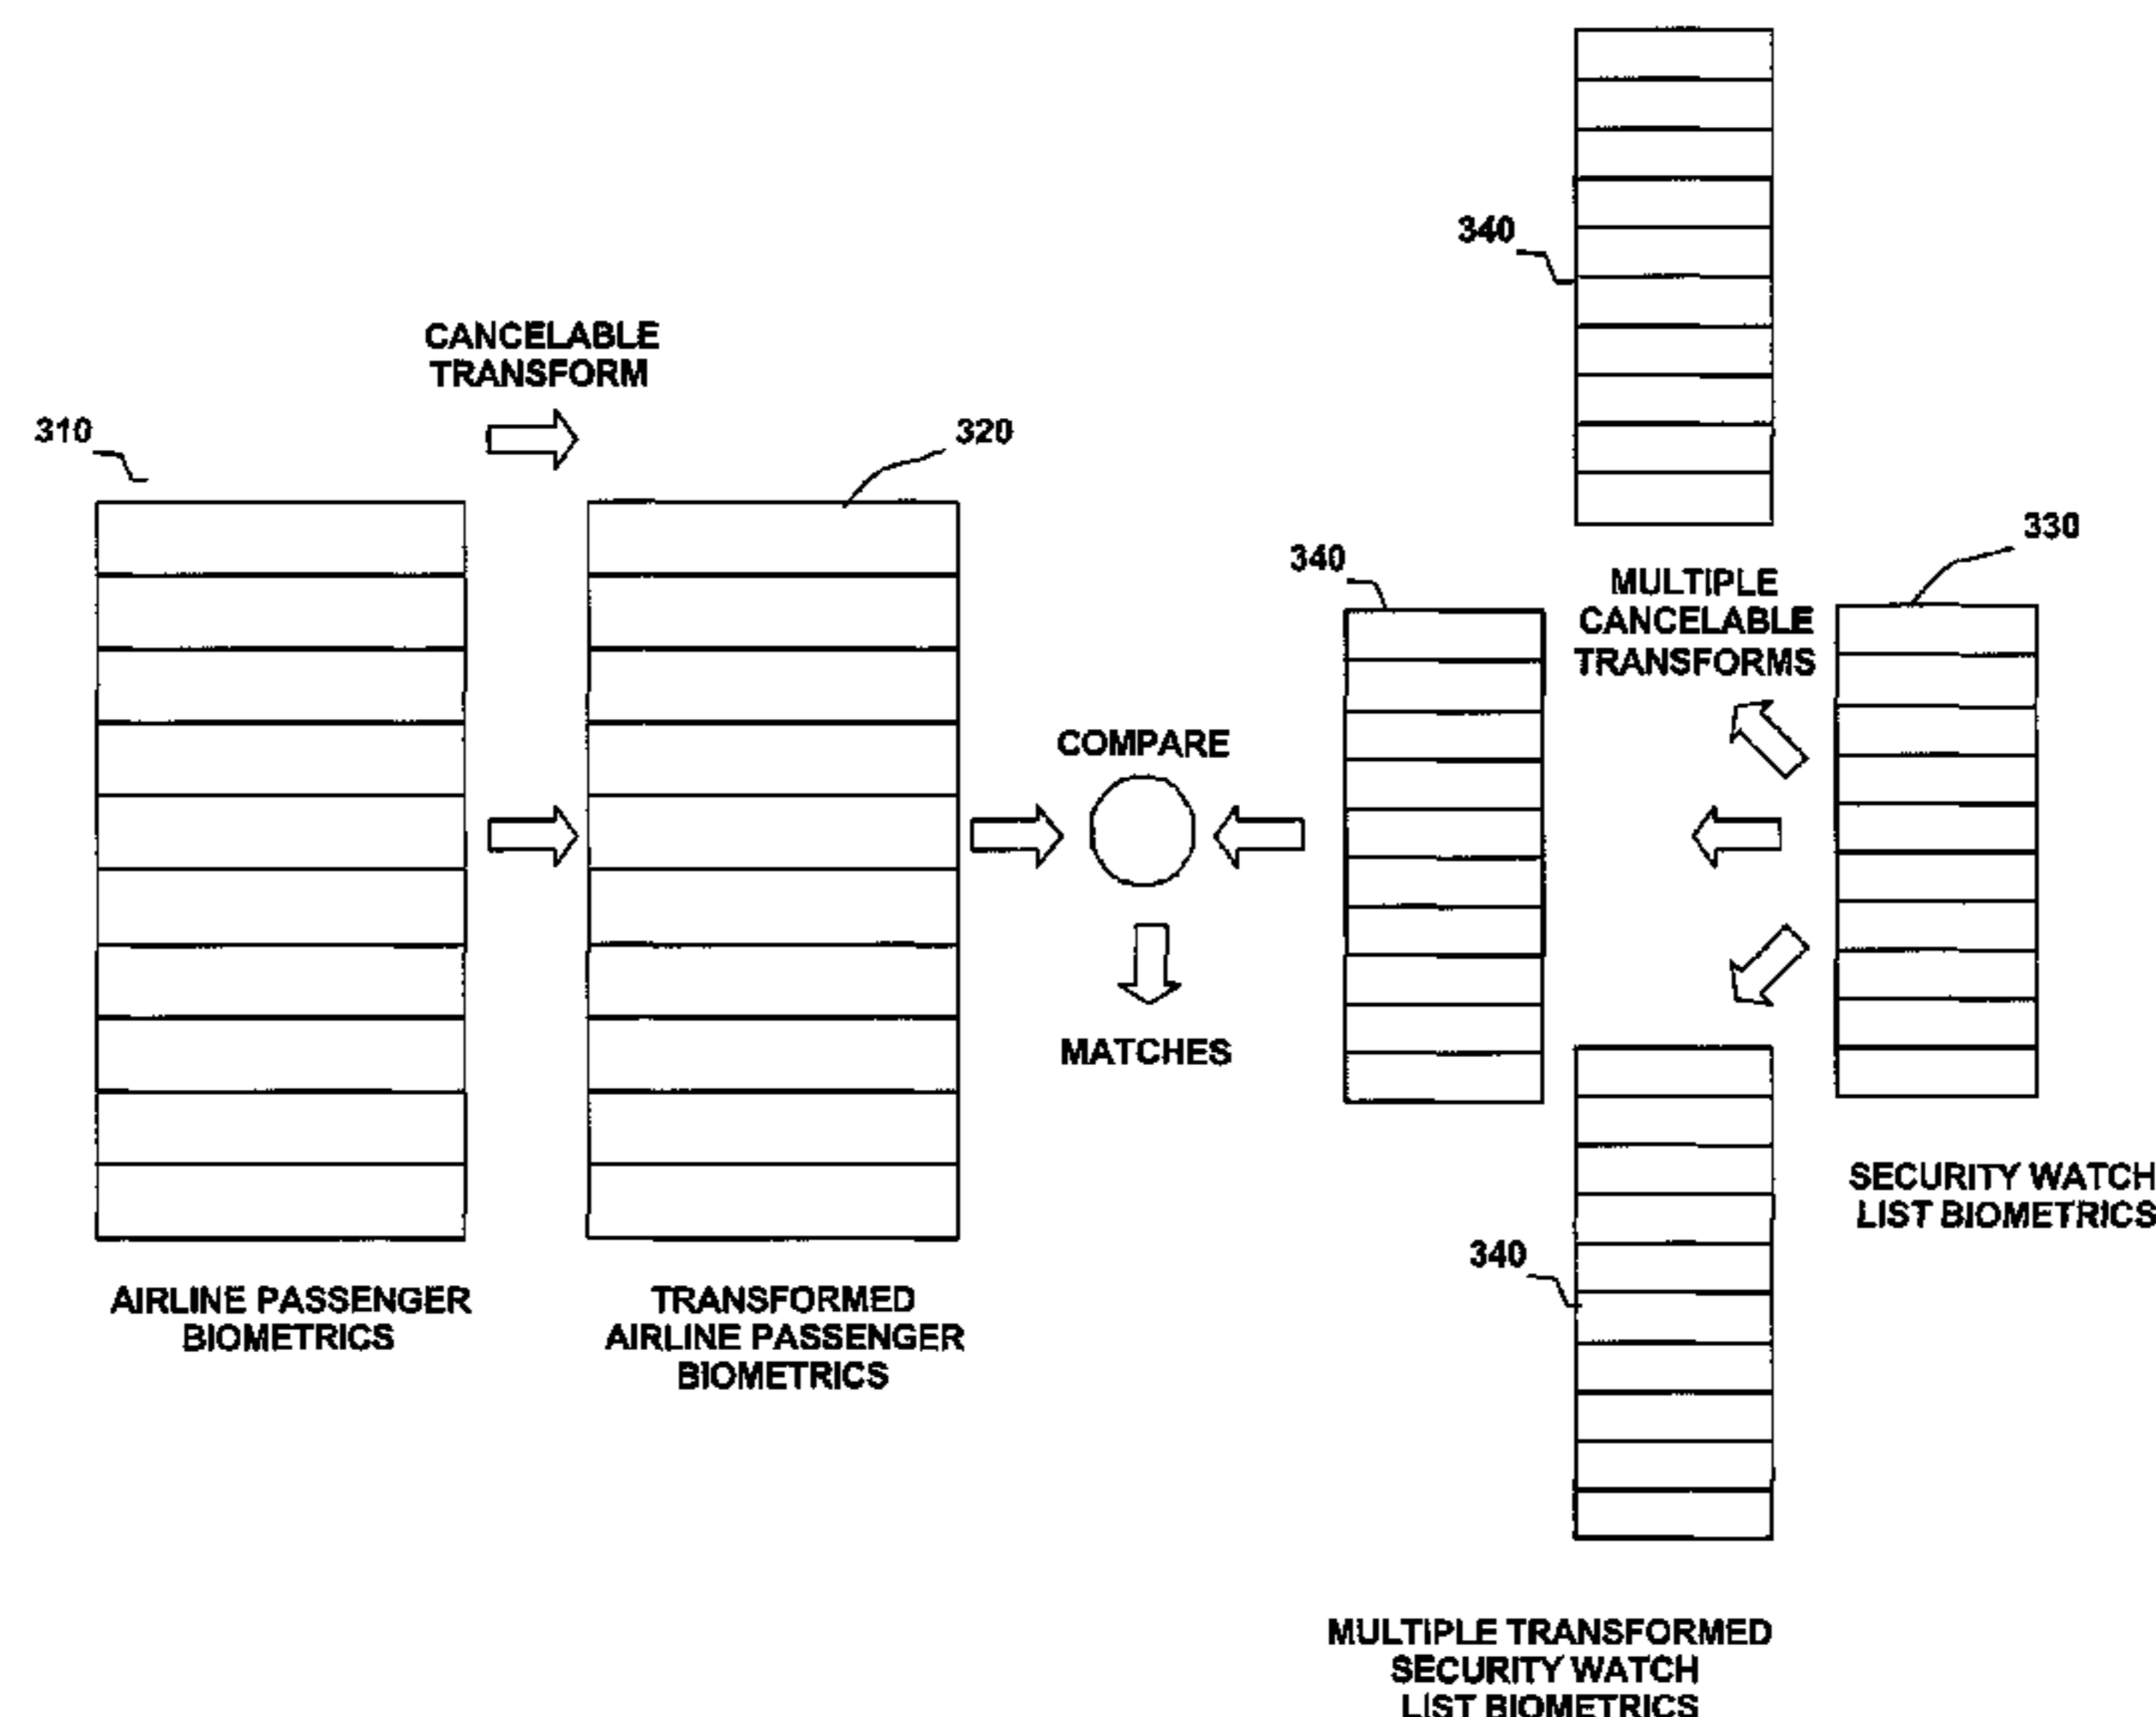 340
CANCELABLE
TRANSFORM
310
320
330
340
MULTIPLE
CANCELABLE
TRANSFORMS
COMPARE
MATCHES
SECURITY WATCH
LIST BIOMETRICS
340
AIRLINE PASSENGER
BIOMETRICS
TRANSFORMED
AIRLINE PASSENGER
BIOMETRICS
MULTIPLE TRANSFORMED
SECURITY WATCH
LIST BIOMETRICS